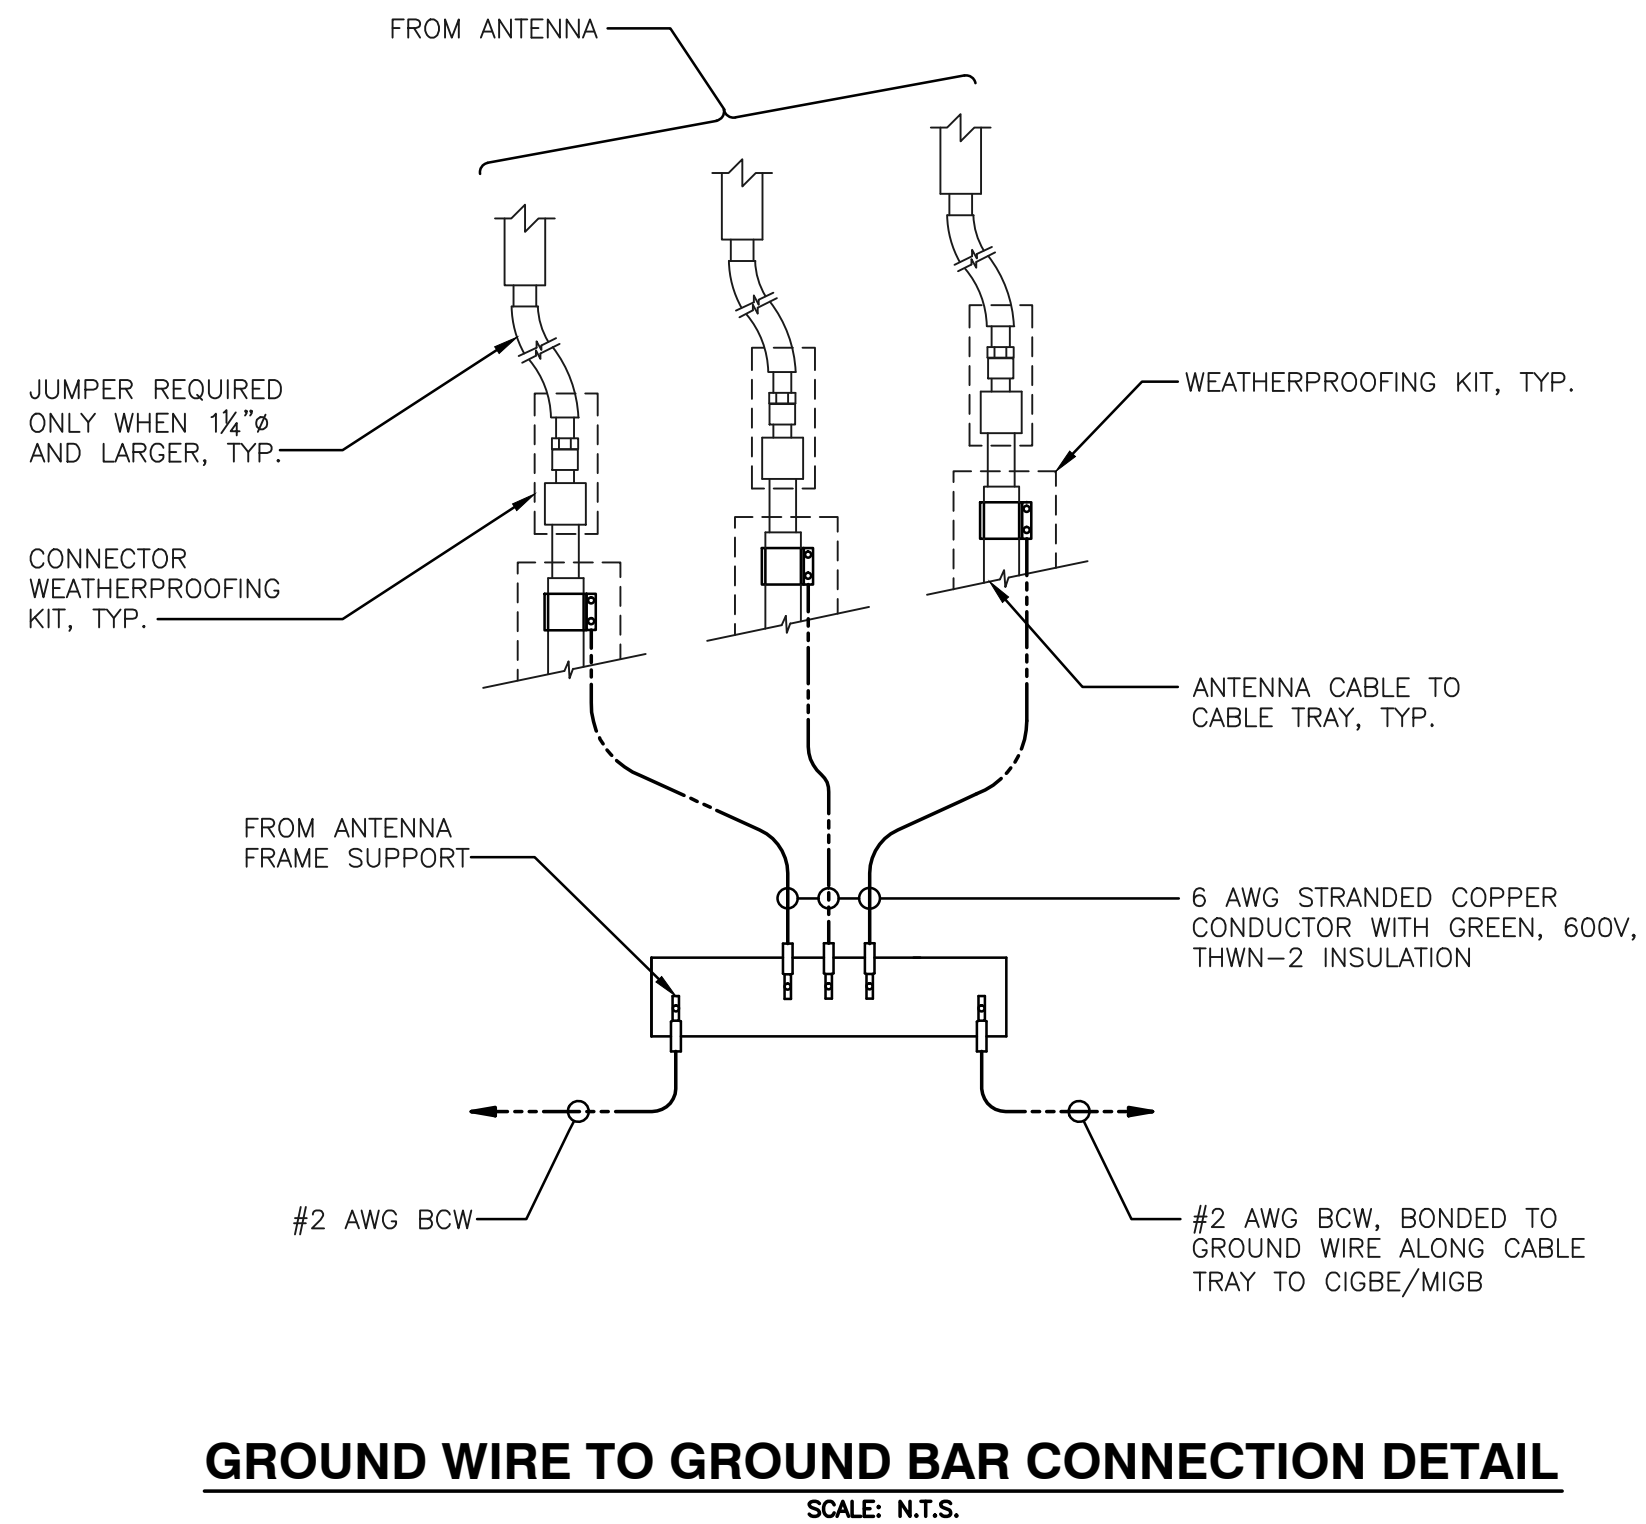 FROM ANTENNA
JUMPER REQUIRED
ONLY WHEN 1¼"ø
AND LARGER, TYP.
WEATHERPROOFING KIT, TYP.
CONNECTOR
WEATHERPROOFING
KIT, TYP.
ANTENNA CABLE TO
CABLE TRAY, TYP.
FROM ANTENNA
FRAME SUPPORT
6 AWG STRANDED COPPER
CONDUCTOR WITH GREEN, 600V,
THWN-2 INSULATION
#2 AWG BCW
#2 AWG BCW, BONDED TO
GROUND WIRE ALONG CABLE
TRAY TO CIGBE/MIGB
GROUND WIRE TO GROUND BAR CONNECTION DETAIL
SCALE: N.T.S.